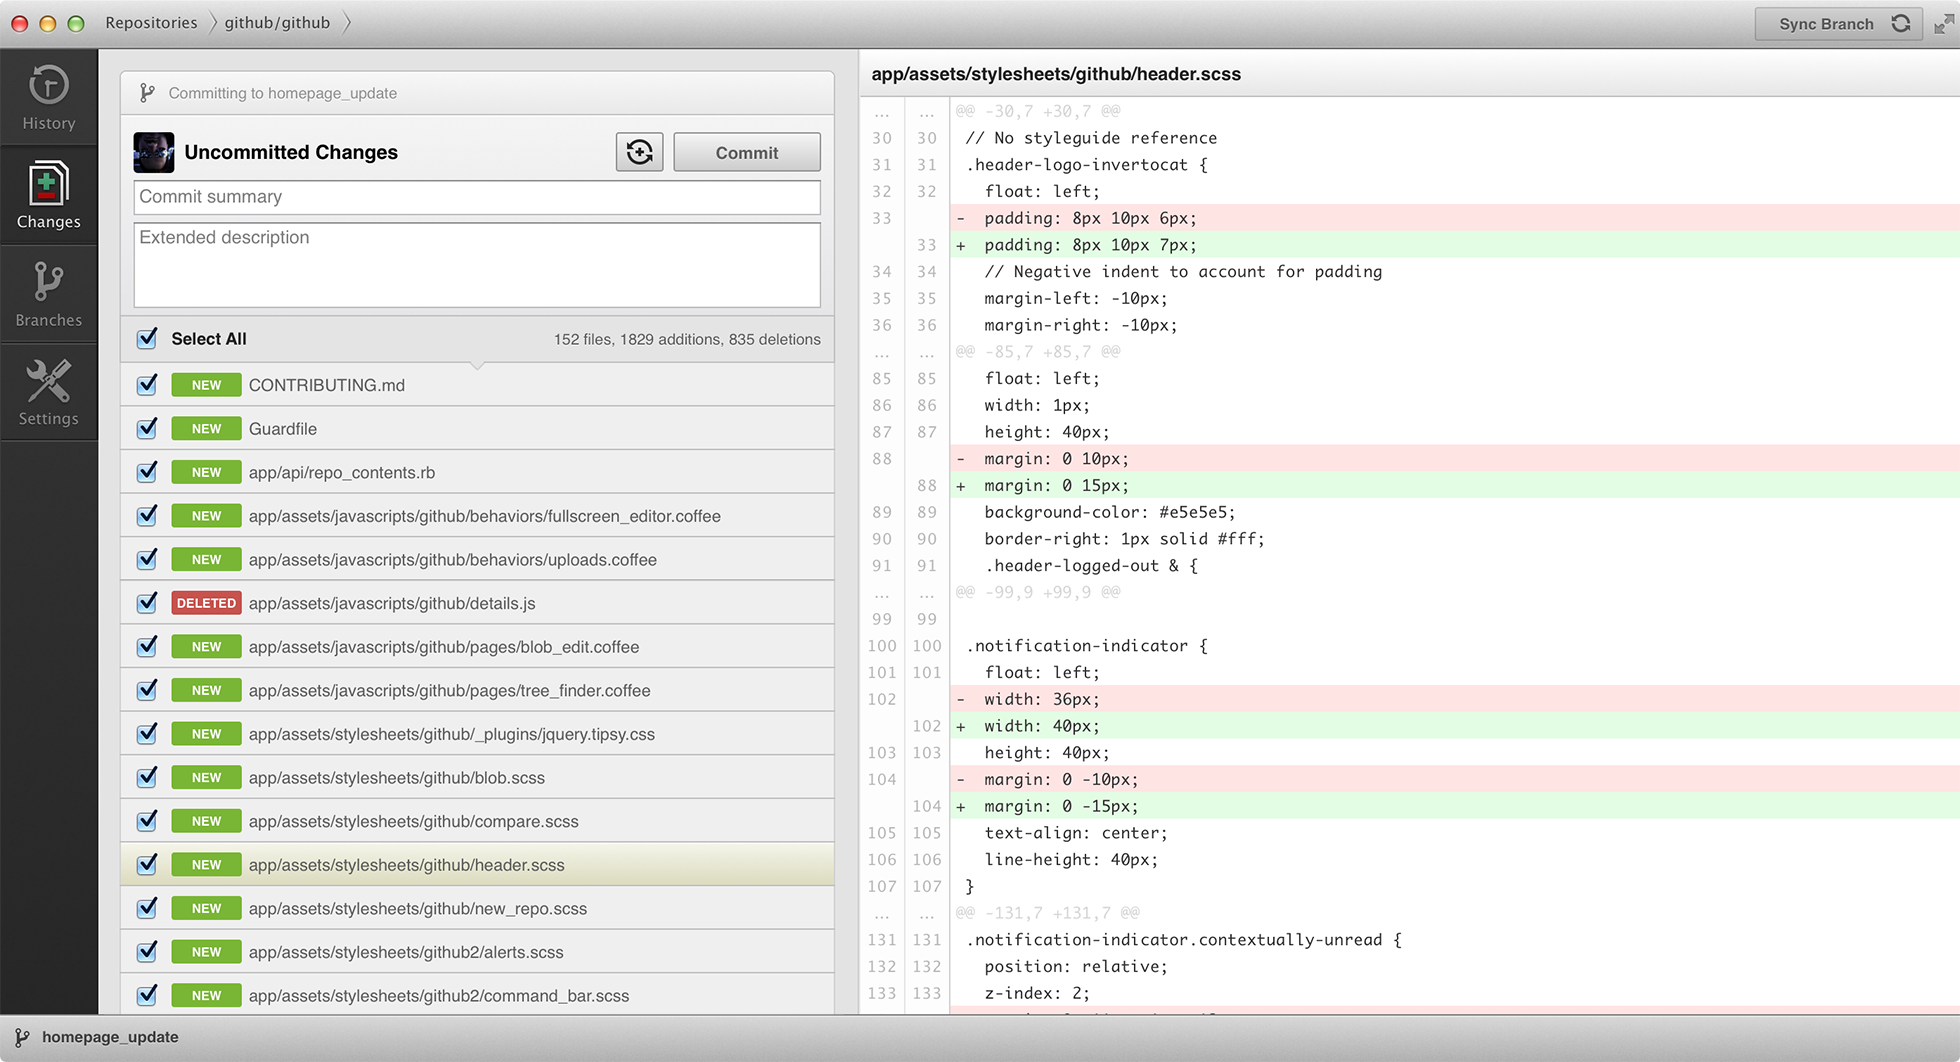 Repositories
github/github
Sync Branch
History
Changes
Branches
Settings
Committing to homepage_update
Uncommitted Changes
Commit
Commit summary
Extended description
Select All
152 files, 1829 additions, 835 deletions
NEW CONTRIBUTING.md
NEW Guardfile
NEW app/api/repo_contents.rb
NEW app/assets/javascripts/github/behaviors/fullscreen_editor.coffee
NEW app/assets/javascripts/github/behaviors/uploads.coffee
DELETED app/assets/javascripts/github/details.js
NEW app/assets/javascripts/github/pages/blob_edit.coffee
NEW app/assets/javascripts/github/pages/tree_finder.coffee
NEW app/assets/stylesheets/github/_plugins/jquery.tipsy.css
NEW app/assets/stylesheets/github/blob.scss
NEW app/assets/stylesheets/github/compare.scss
NEW app/assets/stylesheets/github/header.scss
NEW app/assets/stylesheets/github/new_repo.scss
NEW app/assets/stylesheets/github2/alerts.scss
NEW app/assets/stylesheets/github2/command_bar.scss
app/assets/stylesheets/github/header.scss
... ... @@ -30,7 +30,7 @@
30 30 // No styleguide reference
31 31 .header-logo-invertocat {
32 32 float: left;
33 - padding: 8px 10px 6px;
33 + padding: 8px 10px 7px;
34 34 // Negative indent to account for padding
35 35 margin-left: -10px;
36 36 margin-right: -10px;
... ... @@ -85,7 +85,7 @@
85 85 float: left;
86 86 width: 1px;
87 87 height: 40px;
88 - margin: 0 10px;
88 + margin: 0 15px;
89 89 background-color: #e5e5e5;
90 90 border-right: 1px solid #fff;
91 91 .header-logged-out & {
... ... @@ -99,9 +99,9 @@
99 99
100 100 .notification-indicator {
101 101 float: left;
102 - width: 36px;
102 + width: 40px;
103 103 height: 40px;
104 - margin: 0 -10px;
104 + margin: 0 -15px;
105 105 text-align: center;
106 106 line-height: 40px;
107 107 }
... ... @@ -131,7 +131,7 @@
131 131 .notification-indicator.contextually-unread {
132 132 position: relative;
133 133 z-index: 2;
homepage_update